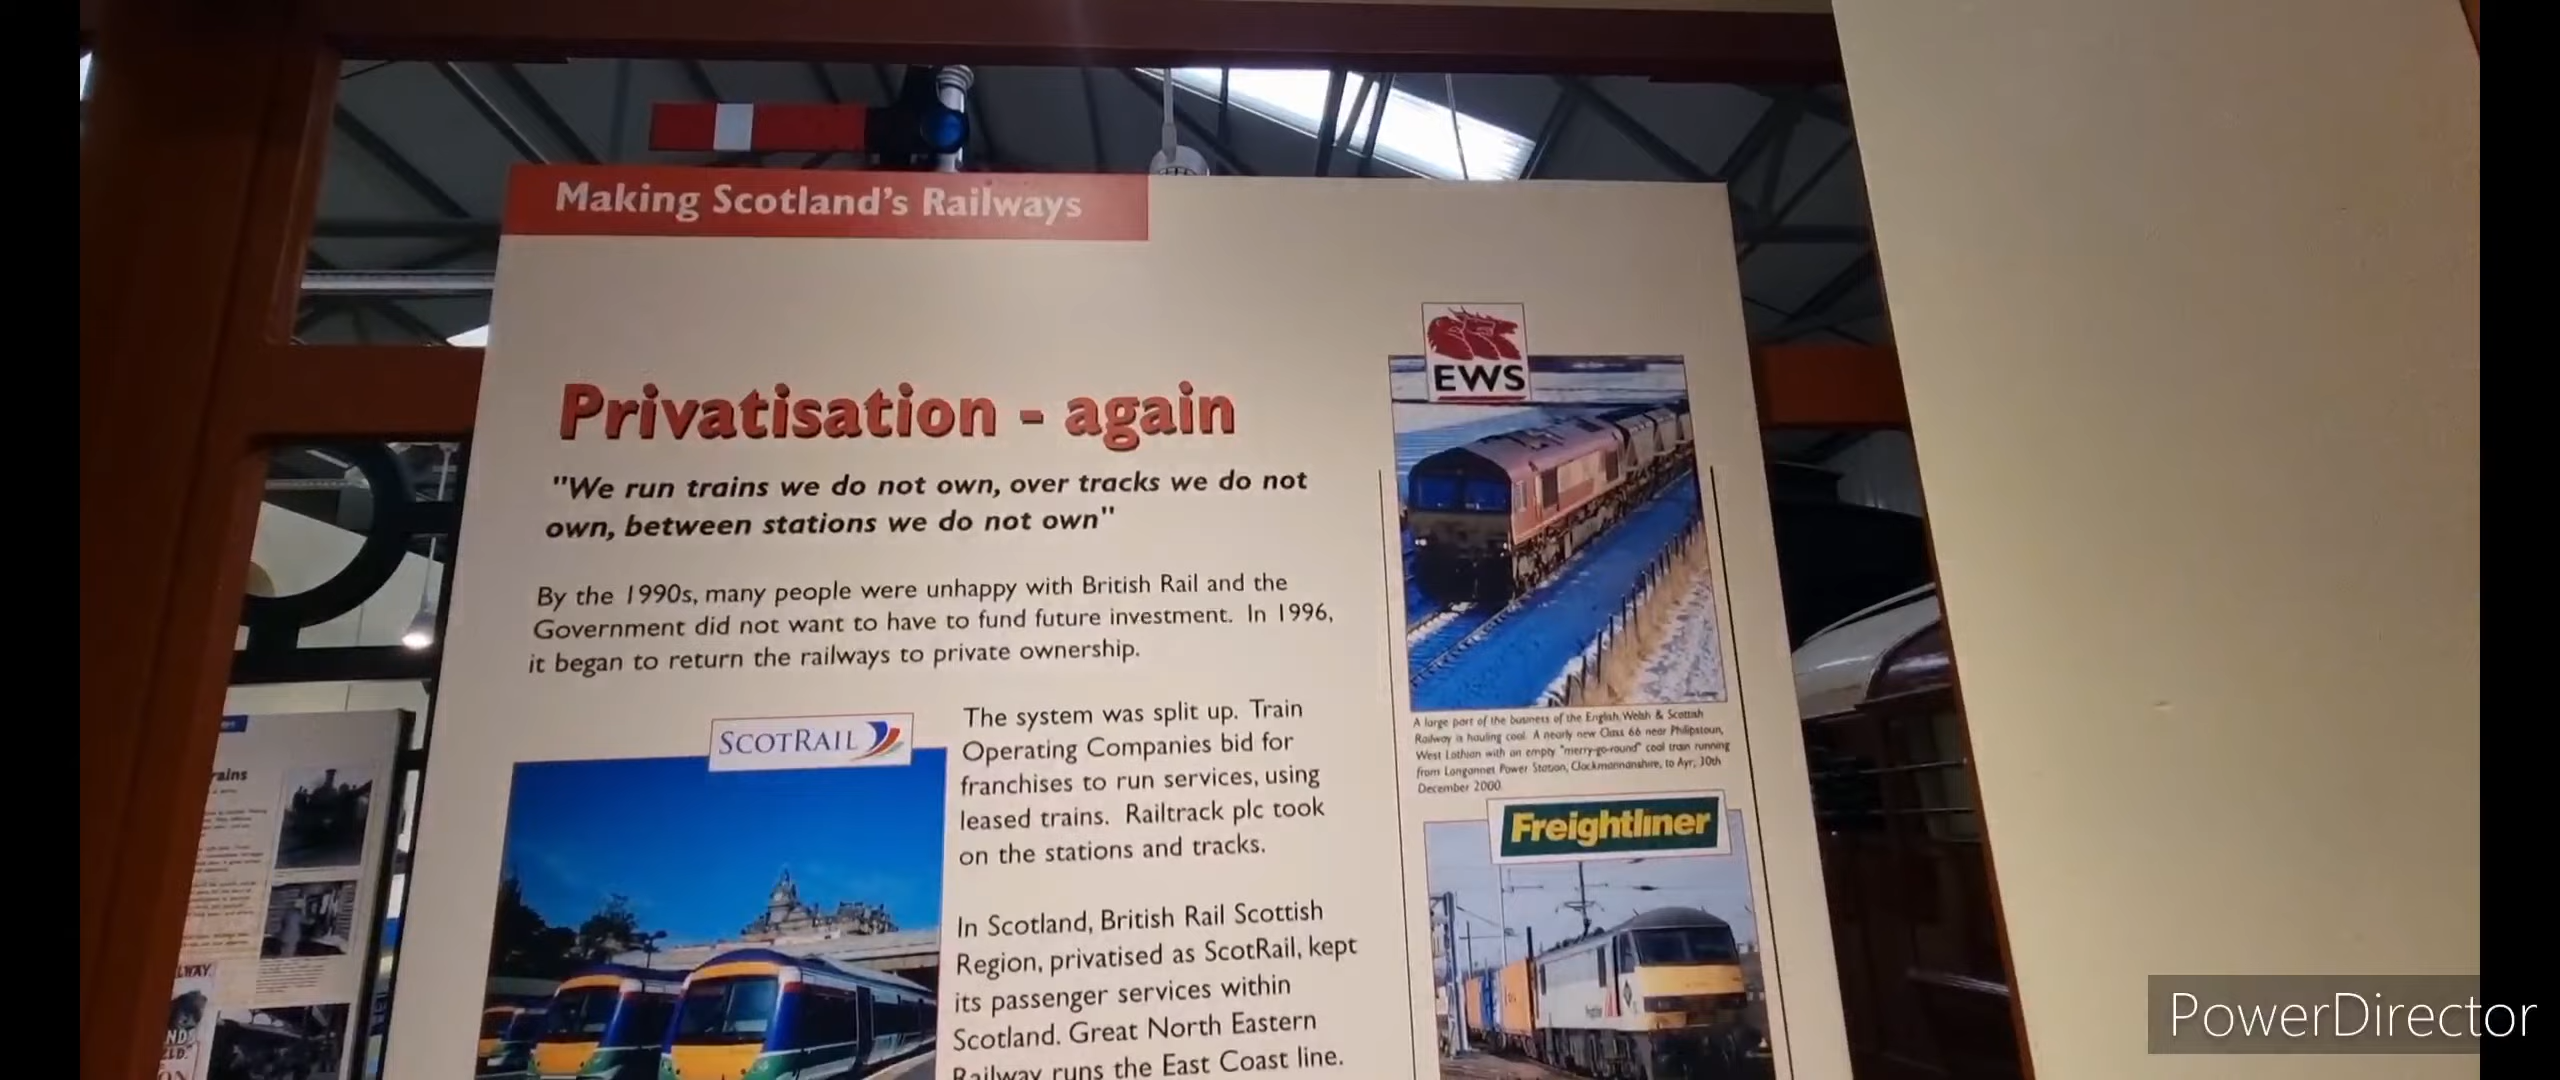 Making Scotland's Railways
Privatisation - again
"We run trains we do not own, over tracks we do not
own, between stations we do not own"
By the 1990s, many people were unhappy with British Rail and the
Government did not want to have to fund future investment. In 1996,
it began to return the railways to private ownership.
SCOTRAIL
The system was split up. Train
Operating Companies bid for
franchises to run services, using
leased trains. Railtrack plc took
on the stations and tracks.
In Scotland, British Rail Scottish
Region, privatised as ScotRail, kept
its passenger services within
Scotland. Great North Eastern
Railway runs the East Coast line.
EWS
A large part of the business of the English Welsh & Scottish
Railway is hauling coal. A nearly new Class 66 near Philipstoun,
West Lothian with an empty "merry-go-round" coal train running
from Longannet Power Station, Clackmannanshire, to Ayr, 30th
December 2000
Freightliner
PowerDirector